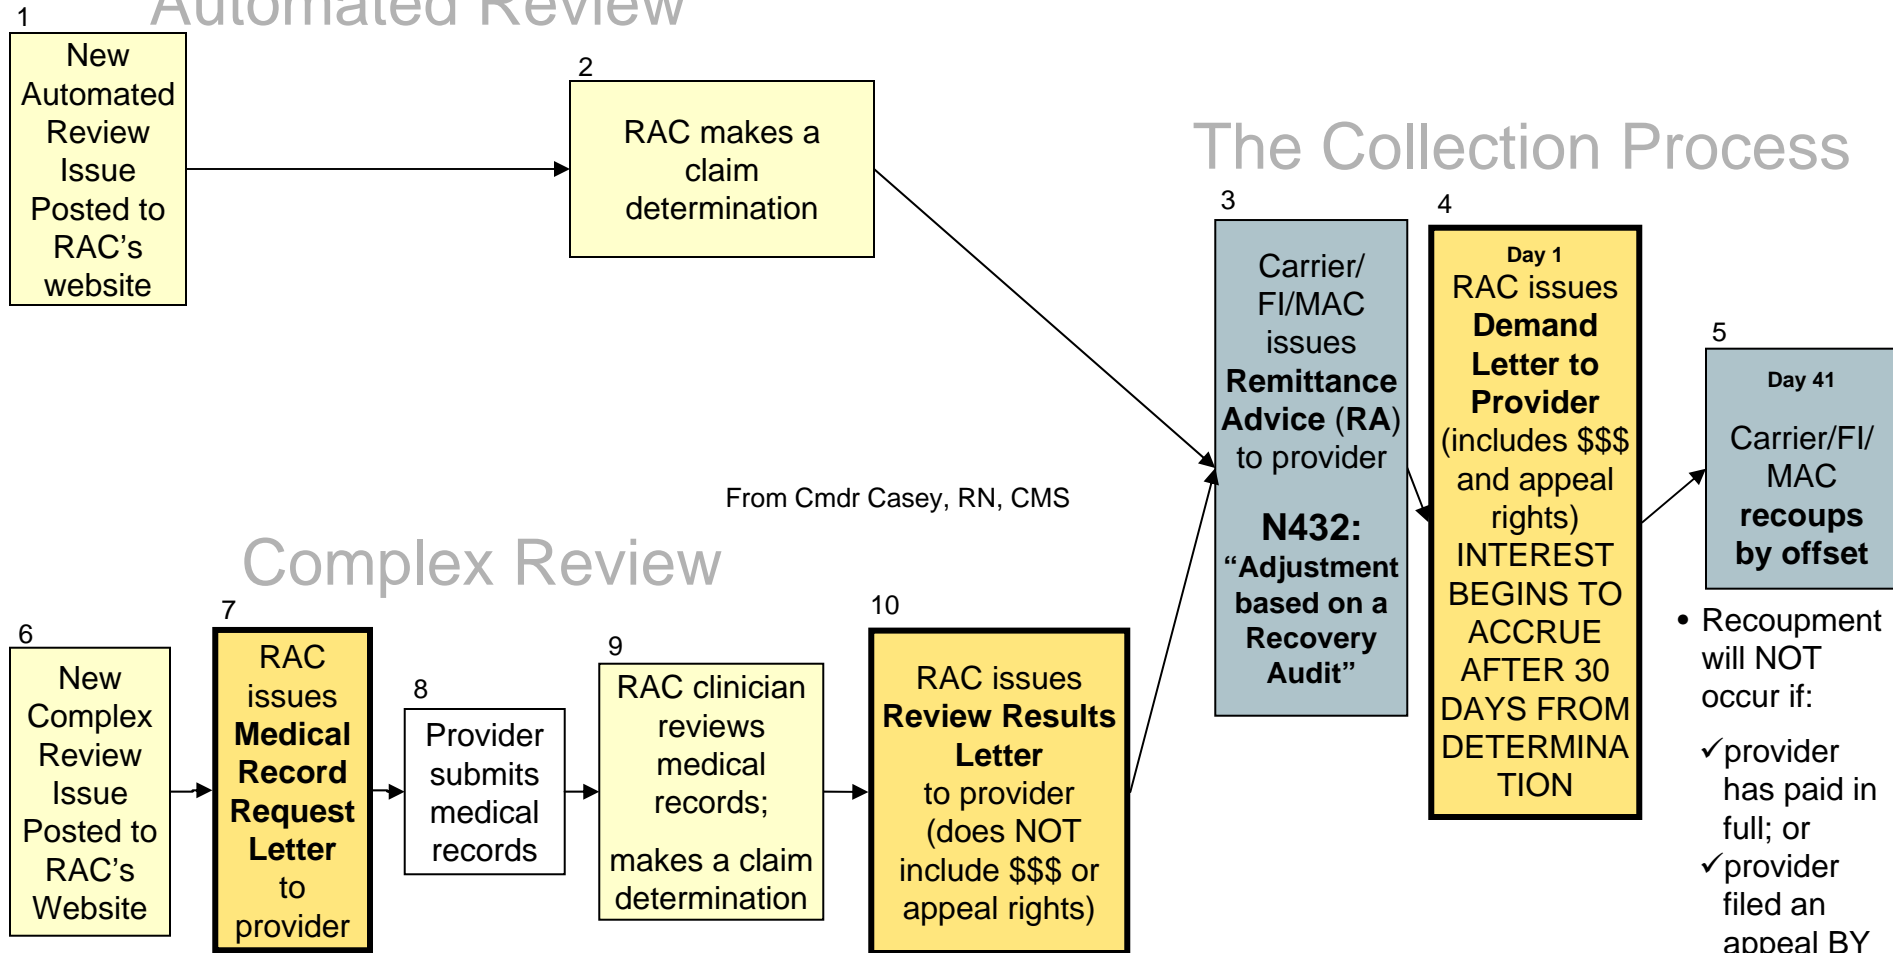 Automated Review
1
New
Automated
Review
Issue
Posted to
RAC’s
website
2
RAC makes a
claim
determination
The Collection Process
3
Carrier/
FI/MAC
issues
Remittance
Advice (RA)
to provider
N432:
“Adjustment
based on a
Recovery
Audit”
4
Day 1
RAC issues
Demand
Letter to
Provider
(includes $$$
and appeal
rights)
INTEREST
BEGINS TO
ACCRUE
AFTER 30
DAYS FROM
DETERMINA
TION
5
Day 41
Carrier/FI/
MAC
recoups
by offset
• Recoupment
will NOT
occur if:
✓provider
has paid in
full; or
✓provider
filed an
appeal BY
From Cmdr Casey, RN, CMS
Complex Review
6
New
Complex
Review
Issue
Posted to
RAC’s
Website
7
RAC
issues
Medical
Record
Request
Letter
to
provider
8
Provider
submits
medical
records
9
RAC clinician
reviews
medical
records;
makes a claim
determination
10
RAC issues
Review Results
Letter
to provider
(does NOT
include $$$ or
appeal rights)